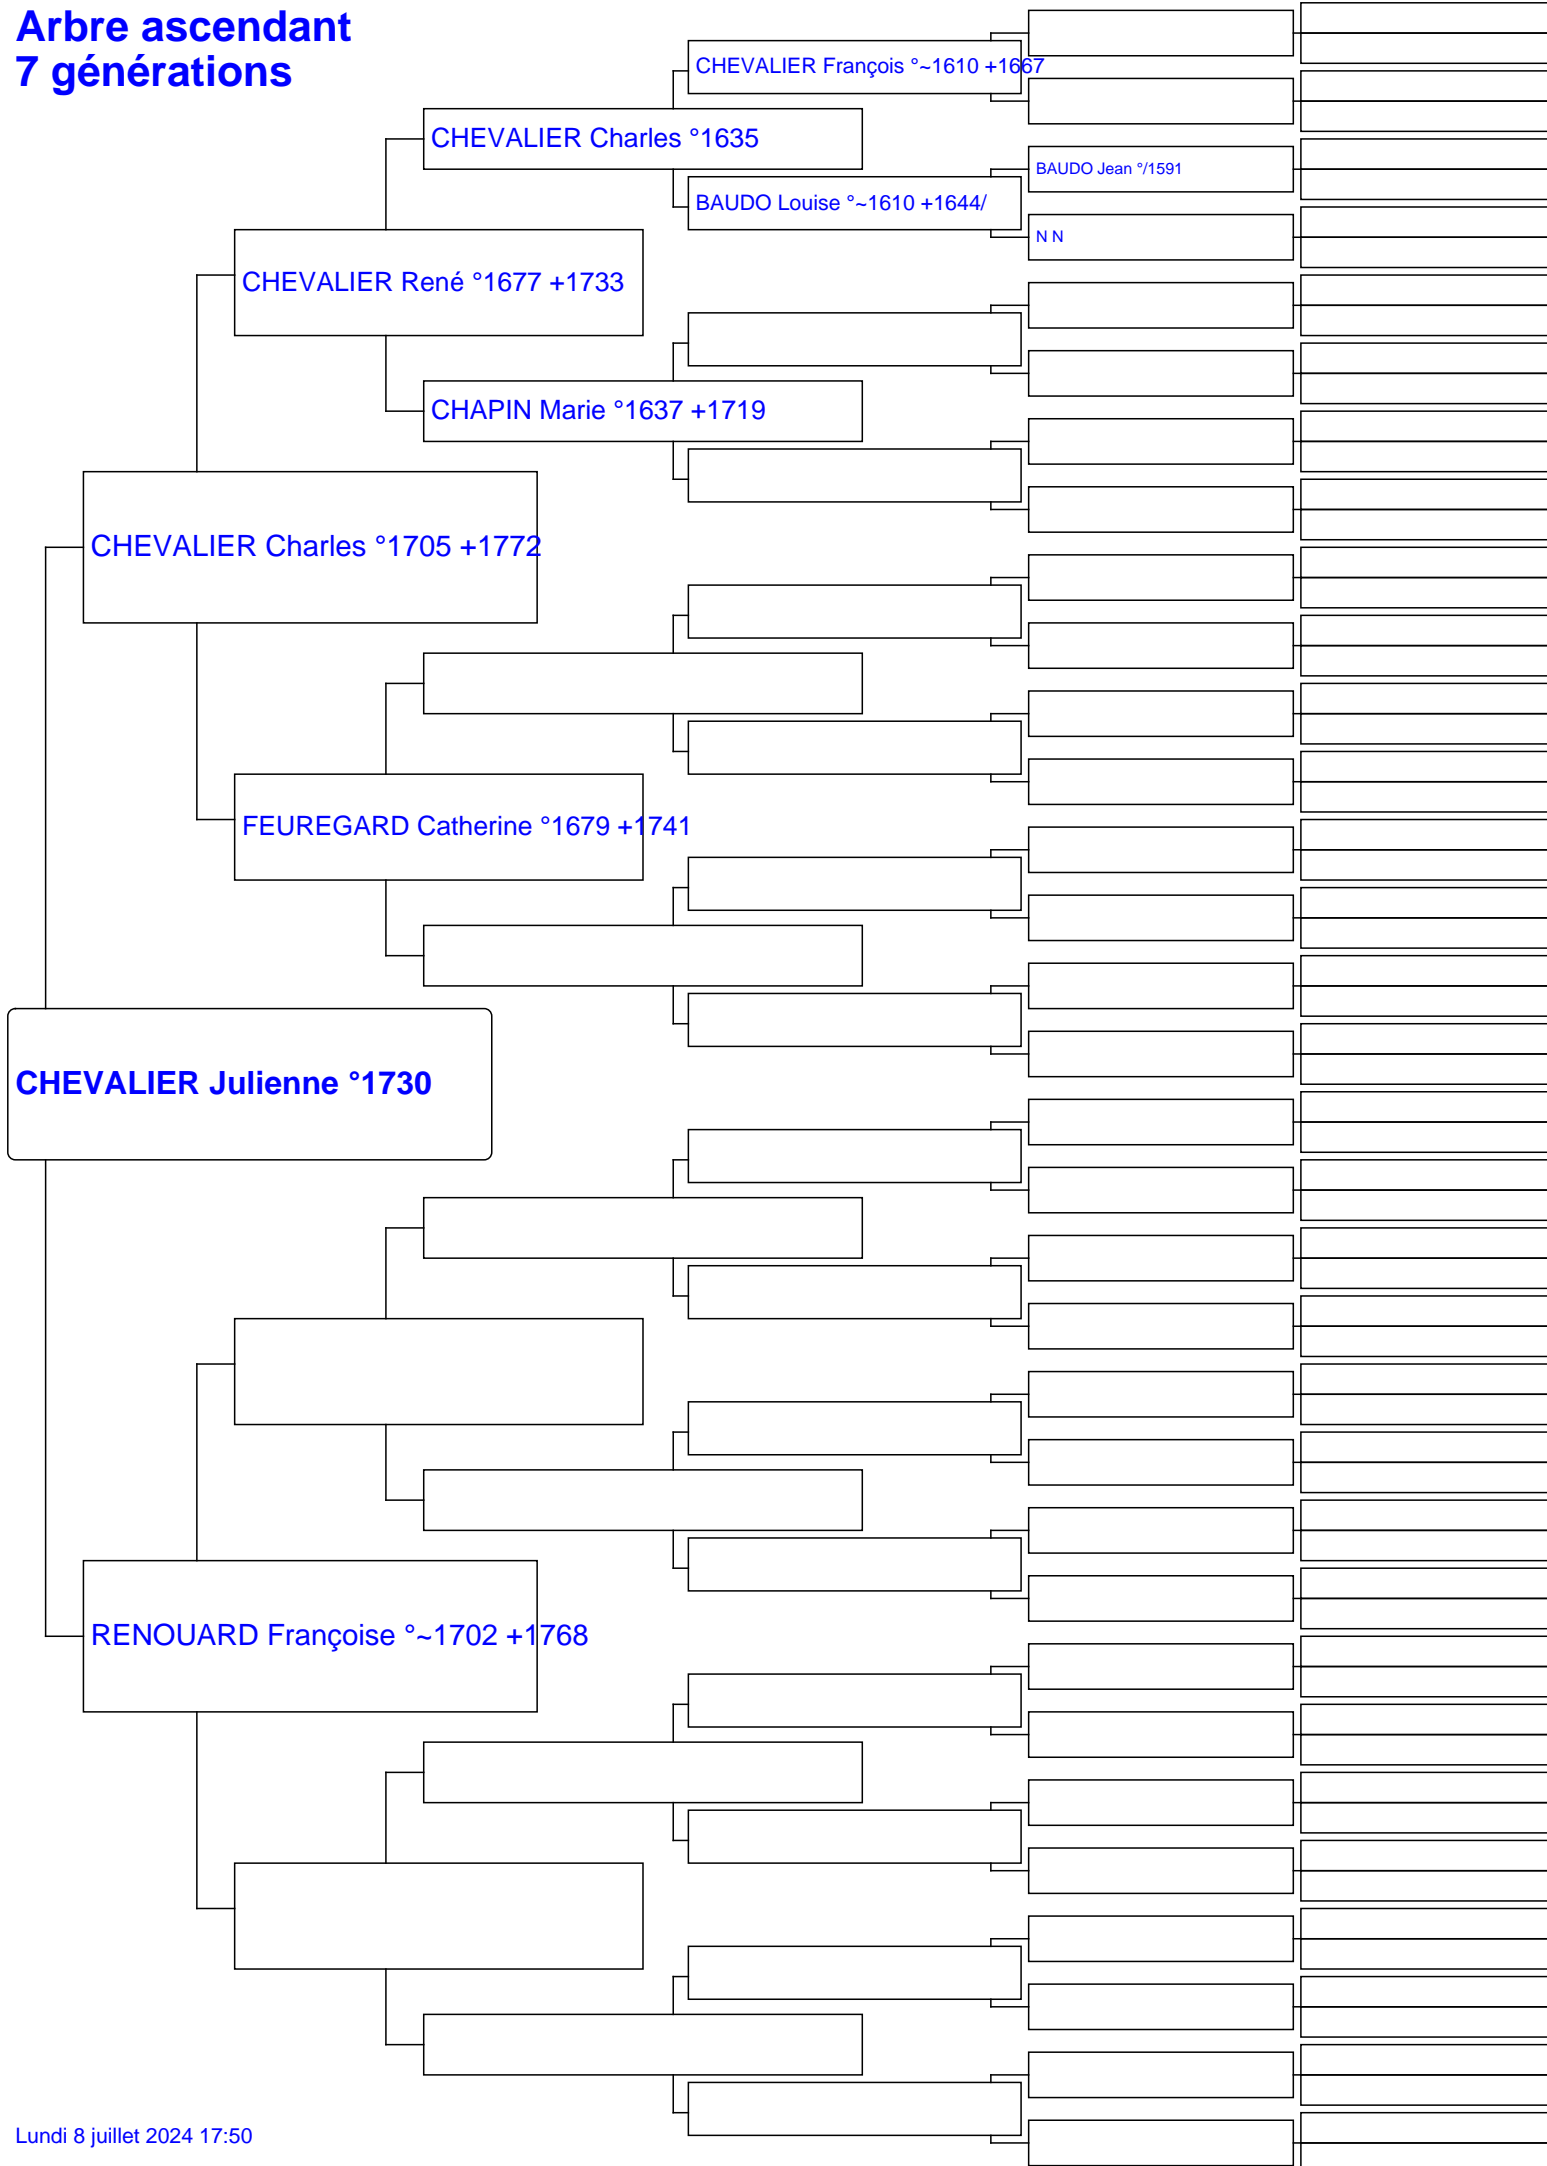 Arbre ascendant
7 générations
CHEVALIER François °~1610 +1667
CHEVALIER Charles °1635
BAUDO Jean °/1591
BAUDO Louise °~1610 +1644/
N N
CHEVALIER René °1677 +1733
CHAPIN Marie °1637 +1719
CHEVALIER Charles °1705 +1772
FEUREGARD Catherine °1679 +1741
CHEVALIER Julienne °1730
RENOUARD Françoise °~1702 +1768
Lundi 8 juillet 2024 17:50